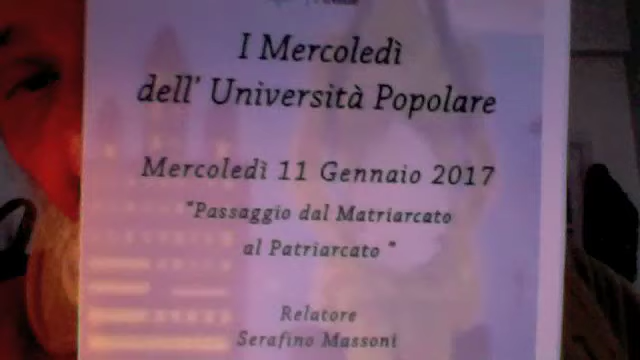 I Mercoledì
dell' Università Popolare
Mercoledì 11 Gennaio 2017
"Passaggio dal Matriarcato
al Patriarcato "
Relatore
Serafino Massoni